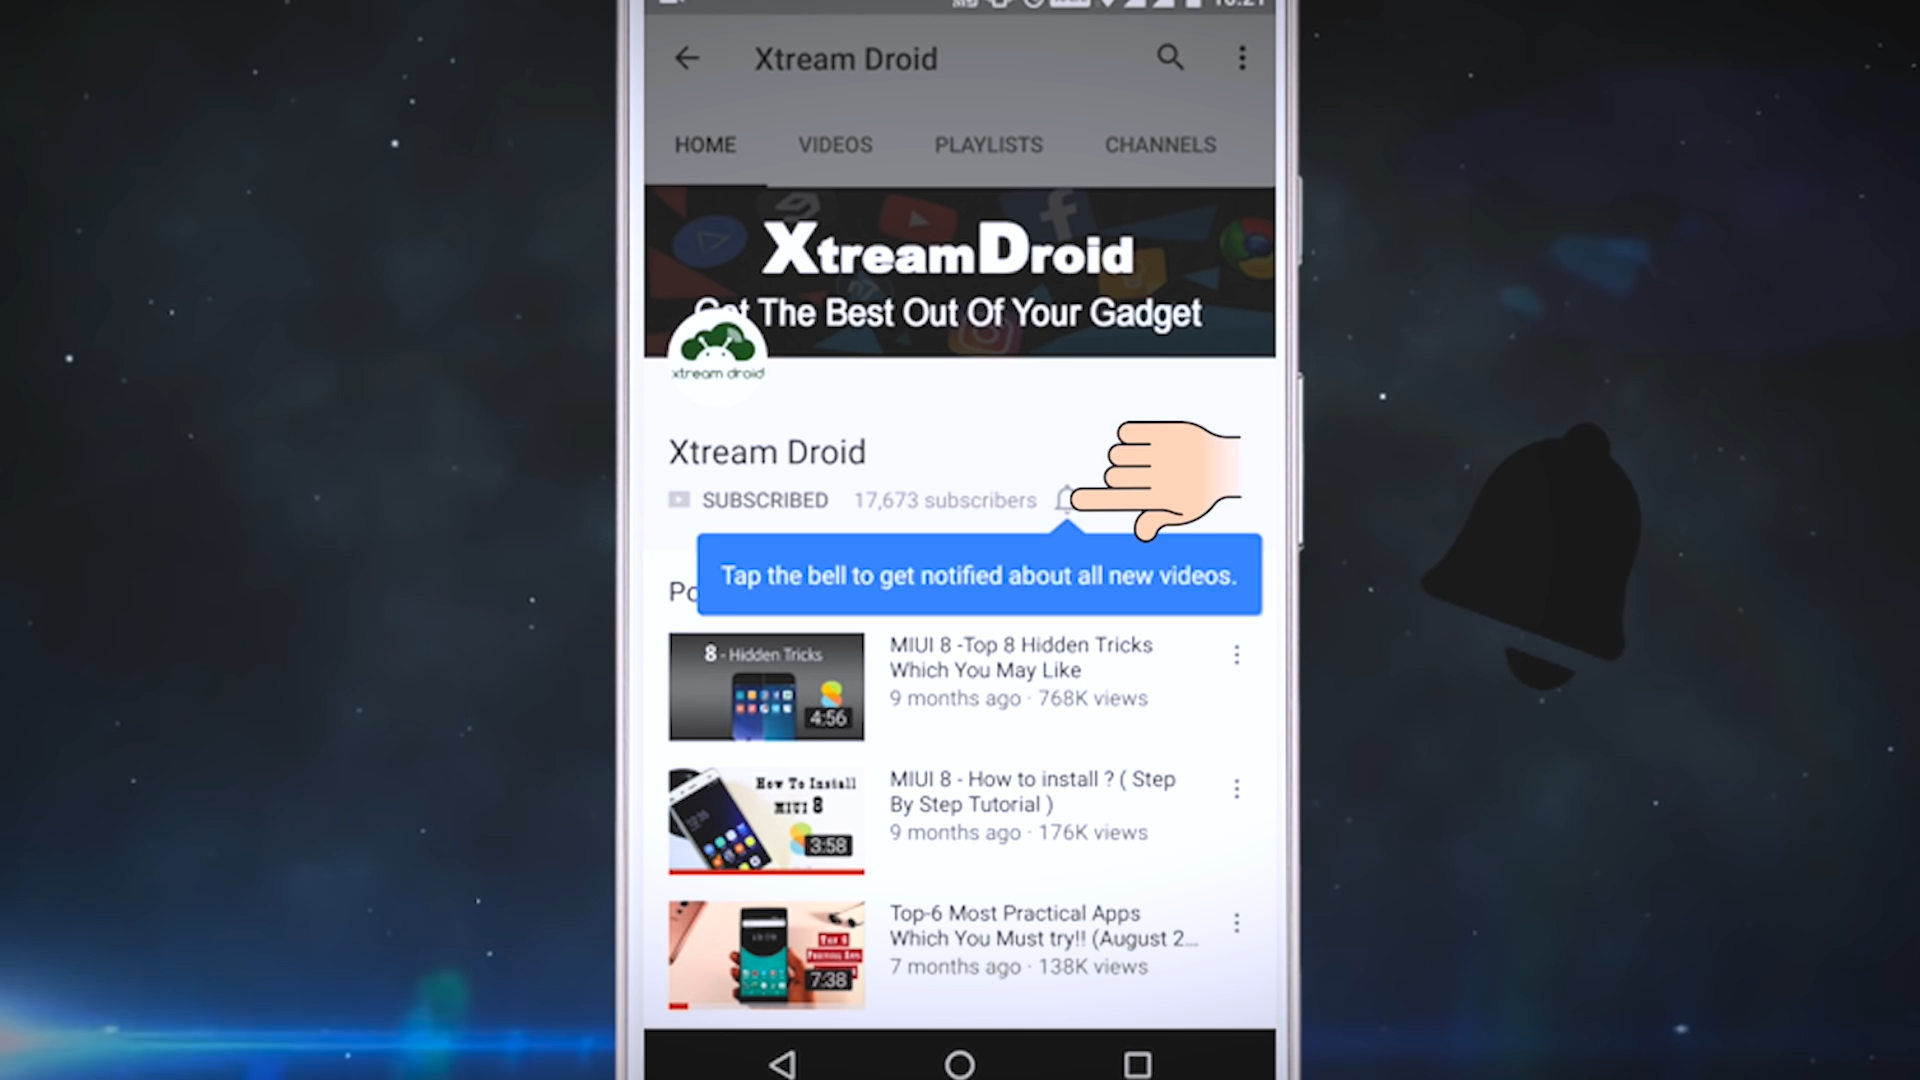 Xtream Droid
HOME VIDEOS PLAYLISTS CHANNELS
XtreamDroid
Get The Best Out Of Your Gadget
xtream droid
Xtream Droid
SUBSCRIBED 17,673 subscribers
Tap the bell to get notified about all new videos.
Po
8 - Hidden Tricks
4:56
MIUI 8 -Top 8 Hidden Tricks
Which You May Like
9 months ago · 768K views
How To Install
MIUI 8
3:58
MIUI 8 - How to install ? ( Step
By Step Tutorial )
9 months ago · 176K views
7:38
Top-6 Most Practical Apps
Which You Must try!! (August 2...
7 months ago · 138K views